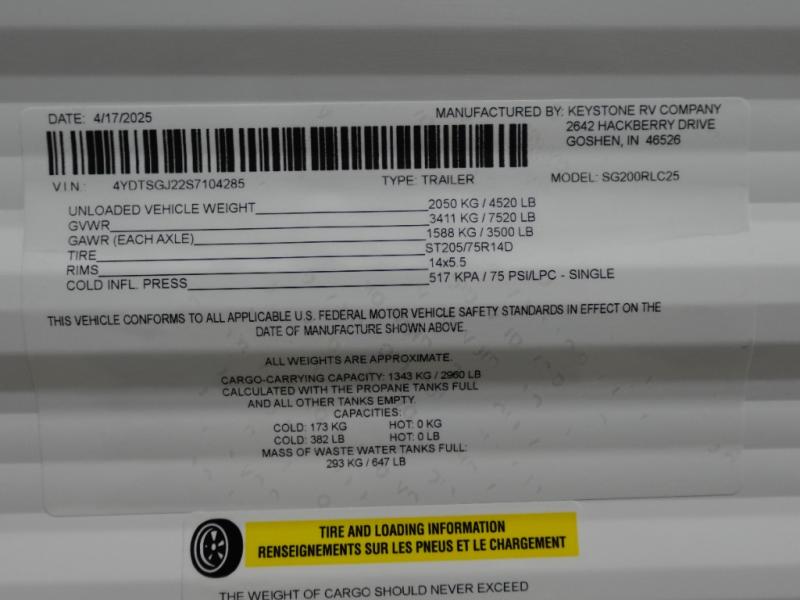 DATE: 4/17/2025
MANUFACTURED BY: KEYSTONE RV COMPANY
2642 HACKBERRY DRIVE
GOSHEN, IN 46526
VIN: 4YDTSGJ22S7104285 TYPE: TRAILER MODEL: SG200RLC25
UNLOADED VEHICLE WEIGHT 2050 KG / 4520 LB
GVWR 3411 KG / 7520 LB
GAWR (EACH AXLE) 1588 KG / 3500 LB
TIRE ST205/75R14D
RIMS 14x5.5
COLD INFL. PRESS 517 KPA / 75 PSI/LPC - SINGLE
THIS VEHICLE CONFORMS TO ALL APPLICABLE U.S. FEDERAL MOTOR VEHICLE SAFETY STANDARDS IN EFFECT ON THE
DATE OF MANUFACTURE SHOWN ABOVE.
ALL WEIGHTS ARE APPROXIMATE.
CARGO-CARRYING CAPACITY: 1343 KG / 2960 LB
CALCULATED WITH THE PROPANE TANKS FULL
AND ALL OTHER TANKS EMPTY.
CAPACITIES:
COLD: 173 KG HOT: 0 KG
COLD: 382 LB HOT: 0 LB
MASS OF WASTE WATER TANKS FULL:
293 KG / 647 LB
TIRE AND LOADING INFORMATION
RENSEIGNEMENTS SUR LES PNEUS ET LE CHARGEMENT
THE WEIGHT OF CARGO SHOULD NEVER EXCEED